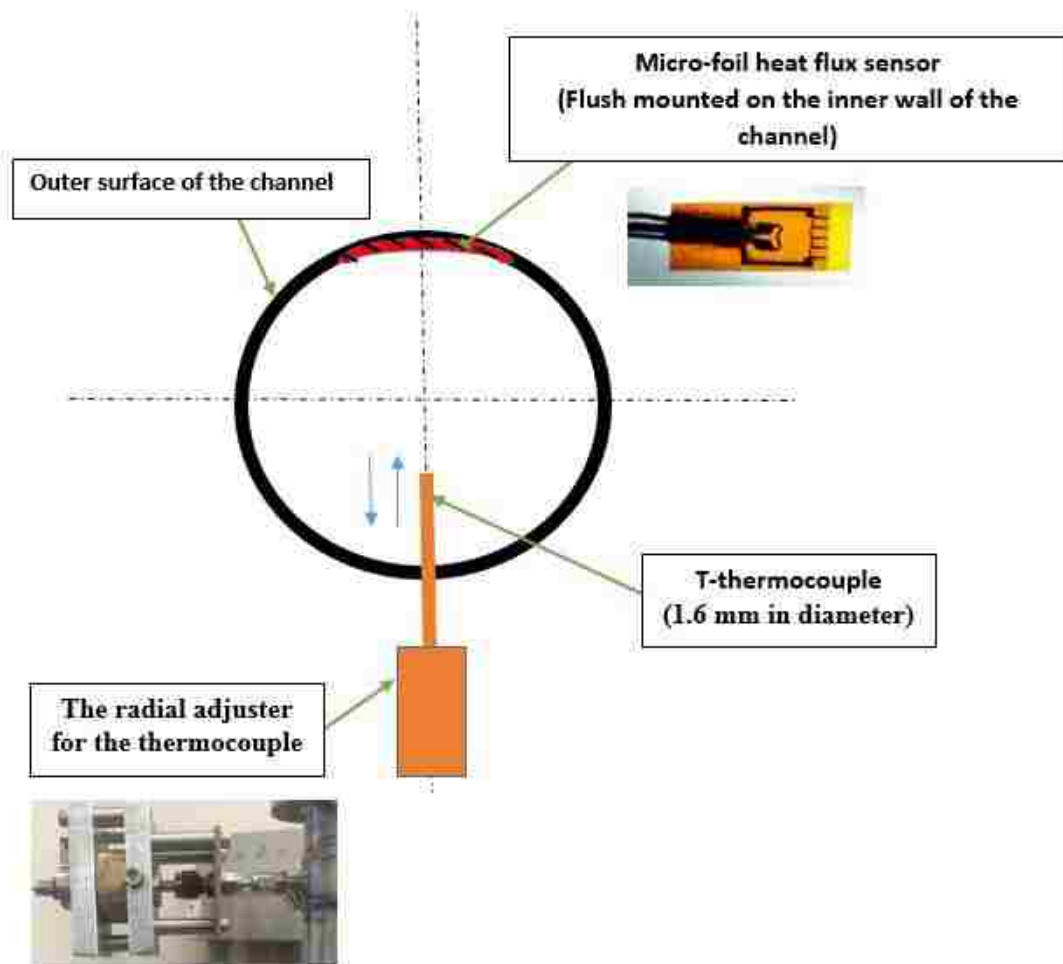 Micro-foil heat flux sensor
(Flush mounted on the inner wall of the
channel)
Outer surface of the channel
T-thermocouple
(1.6 mm in diameter)
The radial adjuster
for the thermocouple